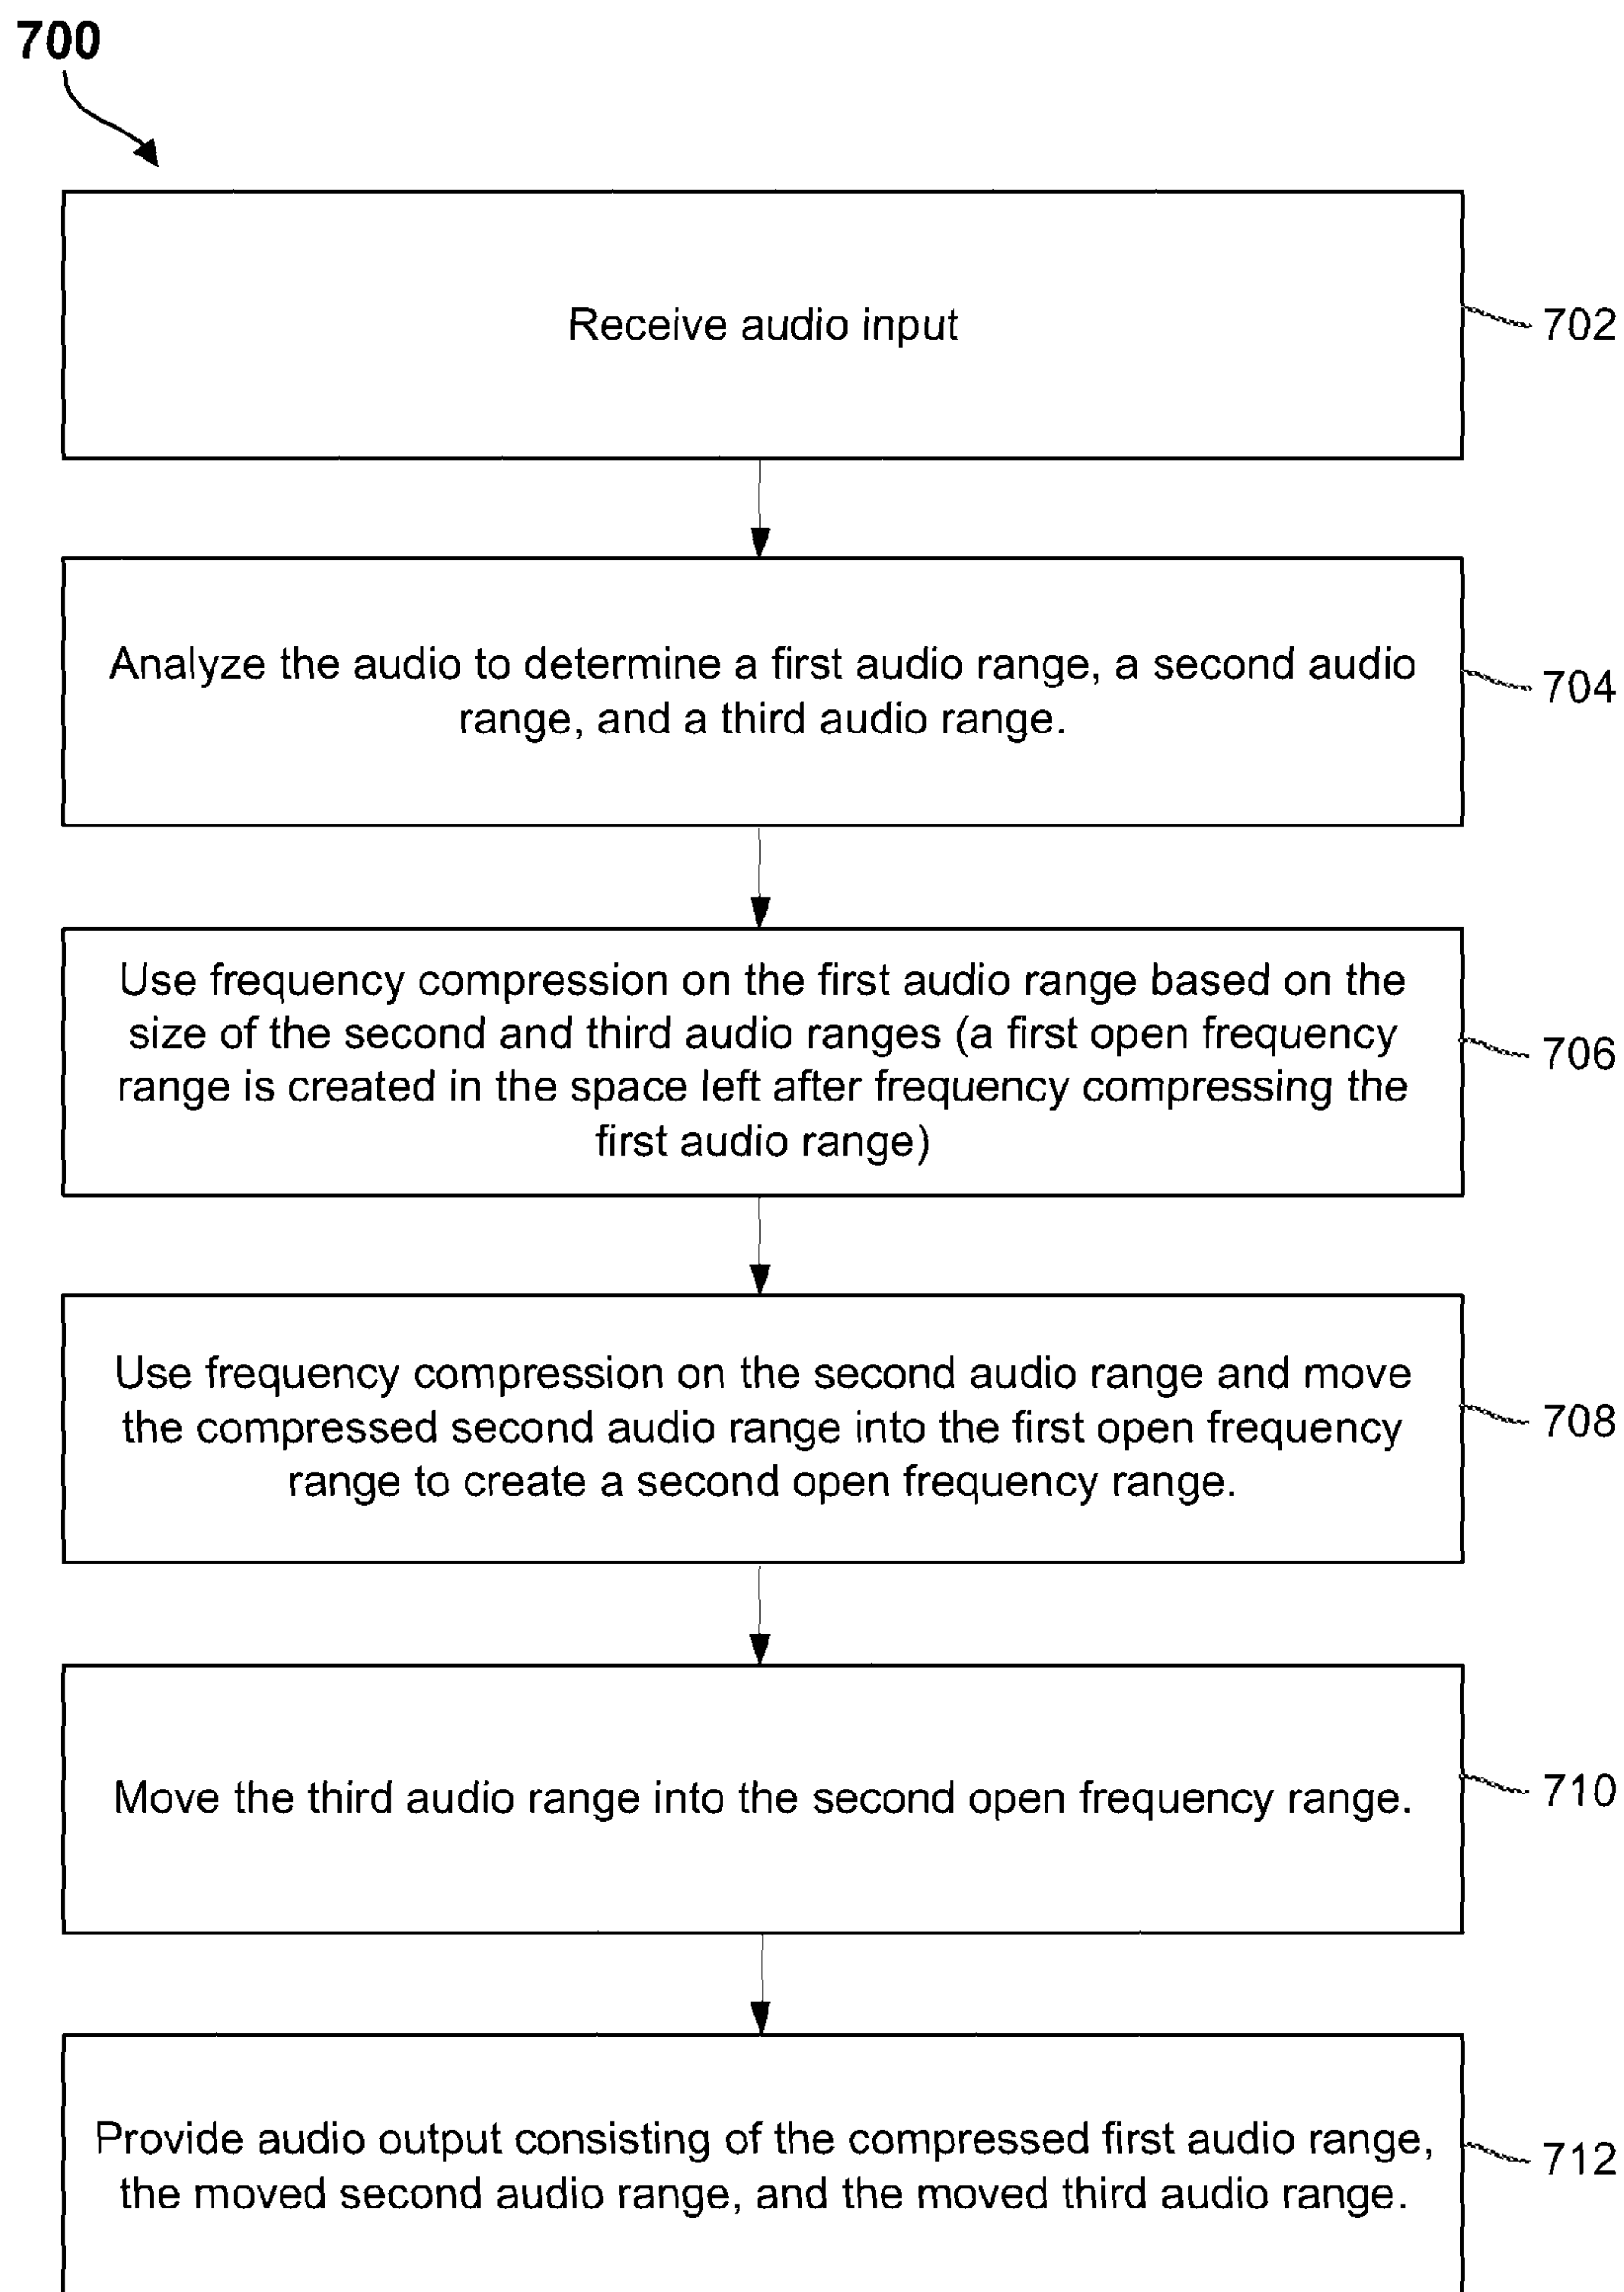 700
Receive audio input
702
Analyze the audio to determine a first audio range, a second audio
range, and a third audio range.
704
Use frequency compression on the first audio range based on the
size of the second and third audio ranges (a first open frequency
range is created in the space left after frequency compressing the
first audio range)
706
Use frequency compression on the second audio range and move
the compressed second audio range into the first open frequency
range to create a second open frequency range.
708
Move the third audio range into the second open frequency range.
710
Provide audio output consisting of the compressed first audio range,
the moved second audio range, and the moved third audio range.
712